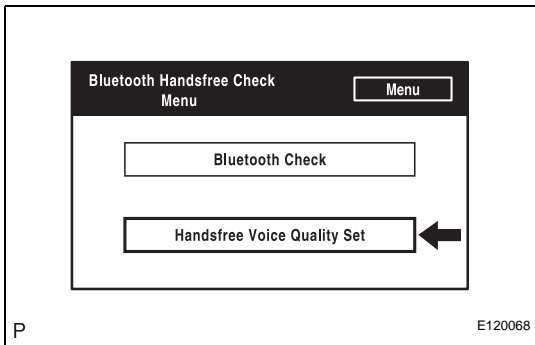 Bluetooth Handsfree Check
Menu
Menu
Bluetooth Check
Handsfree Voice Quality Set
P
E120068